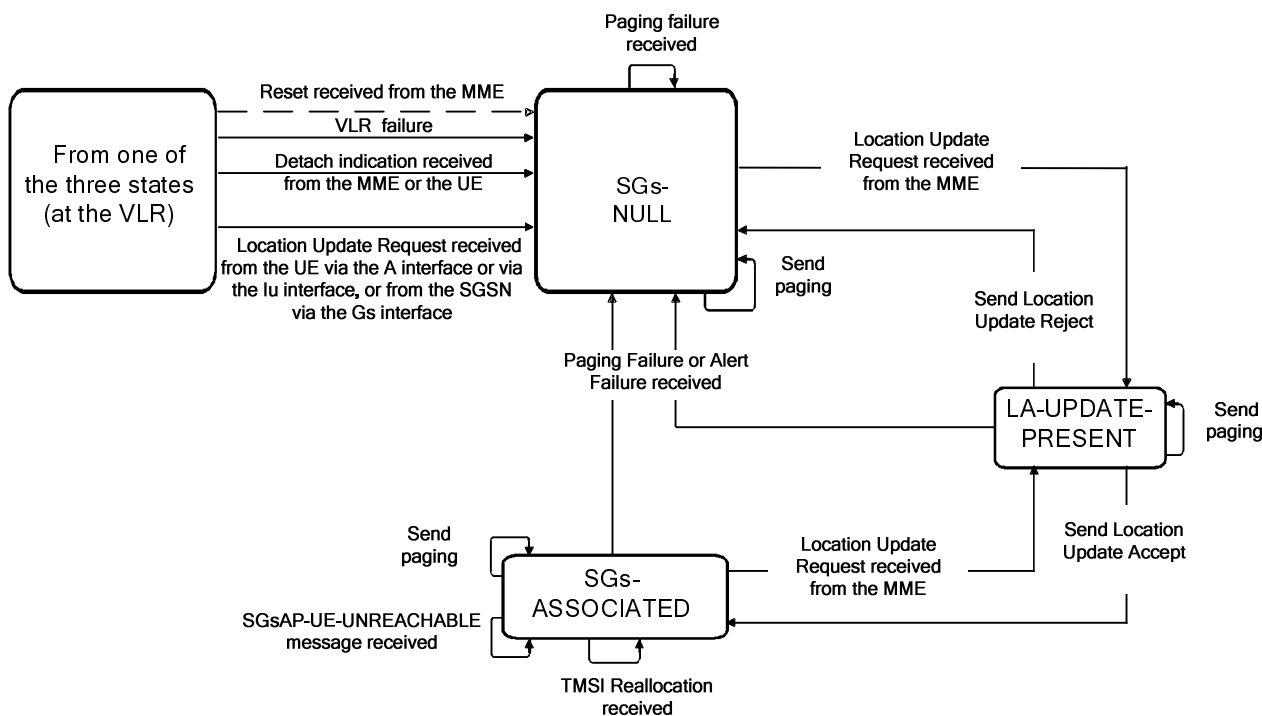 Paging failure
received
Reset received from the MME
VLR failure
Detach indication received
from the MME or the UE
Location Update Request received
from the UE via the A interface or via
the Iu interface, or from the SGSN
via the Gs interface
From one of
the three states
(at the VLR)
SGs-
NULL
Location Update
Request received
from the MME
Send
paging
Send Location
Update Reject
Paging Failure or Alert
Failure received
LA-UPDATE-
PRESENT
Send
paging
Send Location
Update Accept
Send
paging
SGs-
ASSOCIATED
Location Update
Request received
from the MME
SGsAP-UE-UNREACHABLE
message received
TMSI Reallocation
received